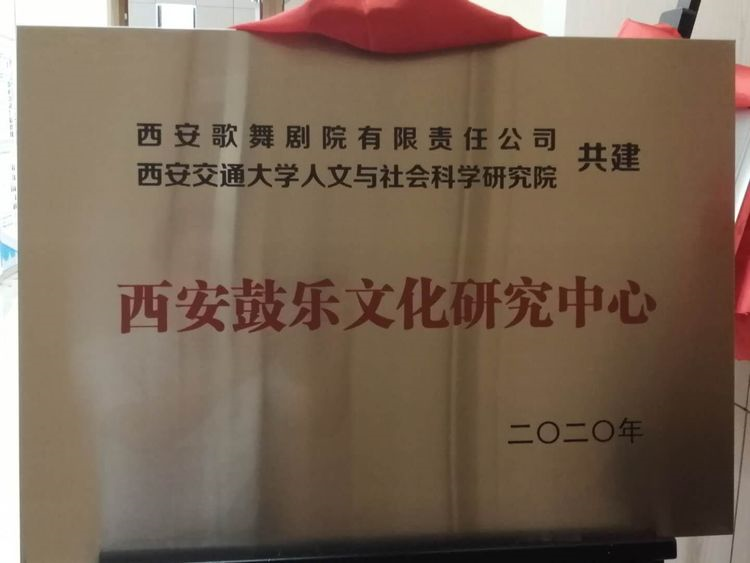 西安歌舞剧院有限责任公司
西安交通大学人文与社会科学研究院
共建
西安鼓乐文化研究中心
二〇二〇年